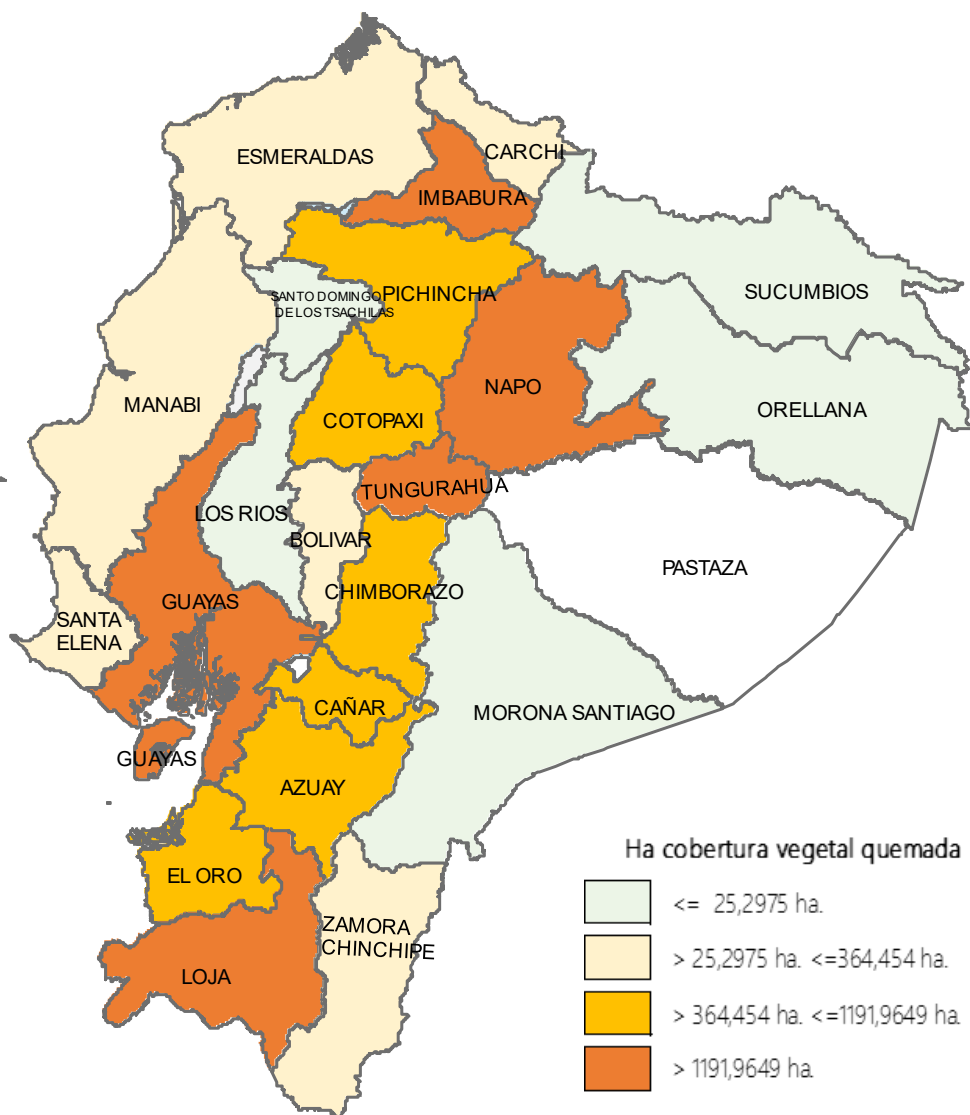 ESMERALDAS
CARCHI
IMBABURA
SUCUMBIOS
SANTO DOMINGO
DE LOS TSACHILAS
PICHINCHA
NAPO
MANABI
COTOPAXI
ORELLANA
TUNGURAHUA
LOS RIOS
BOLIVAR
PASTAZA
CHIMBORAZO
GUAYAS
SANTA
ELENA
CAÑAR
MORONA SANTIAGO
GUAYAS
AZUAY
EL ORO
ZAMORA
CHINCHIPE
LOJA
Ha cobertura vegetal quemada
<= 25,2975 ha.
> 25,2975 ha. <=364,454 ha.
> 364,454 ha. <=1191,9649 ha.
> 1191,9649 ha.